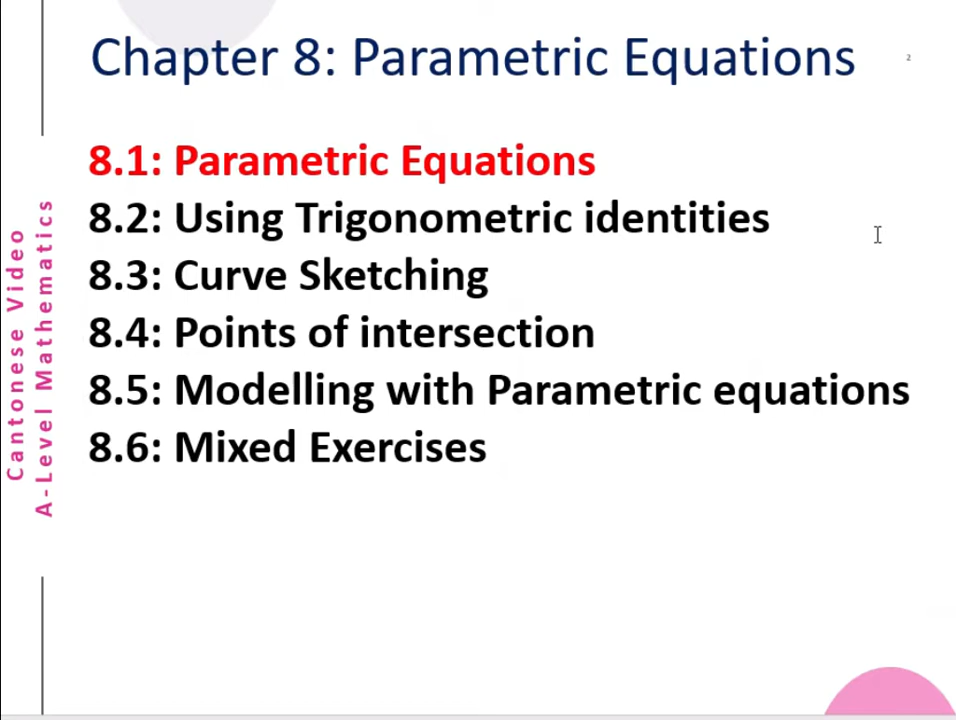 Chapter 8: Parametric Equations
2
8.1: Parametric Equations
8.2: Using Trigonometric identities
8.3: Curve Sketching
8.4: Points of intersection
8.5: Modelling with Parametric equations
8.6: Mixed Exercises
Cantonese Video
A-Level Mathematics